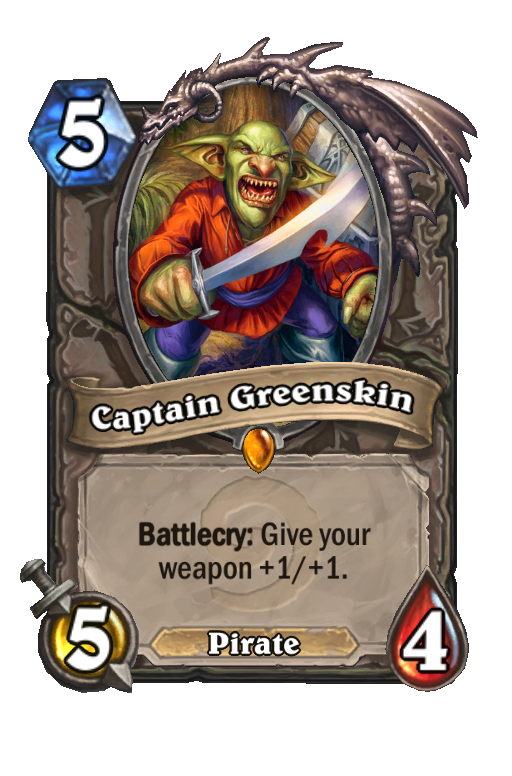 5
Captain Greenskin
Battlecry: Give your
weapon +1/+1.
5
Pirate
4